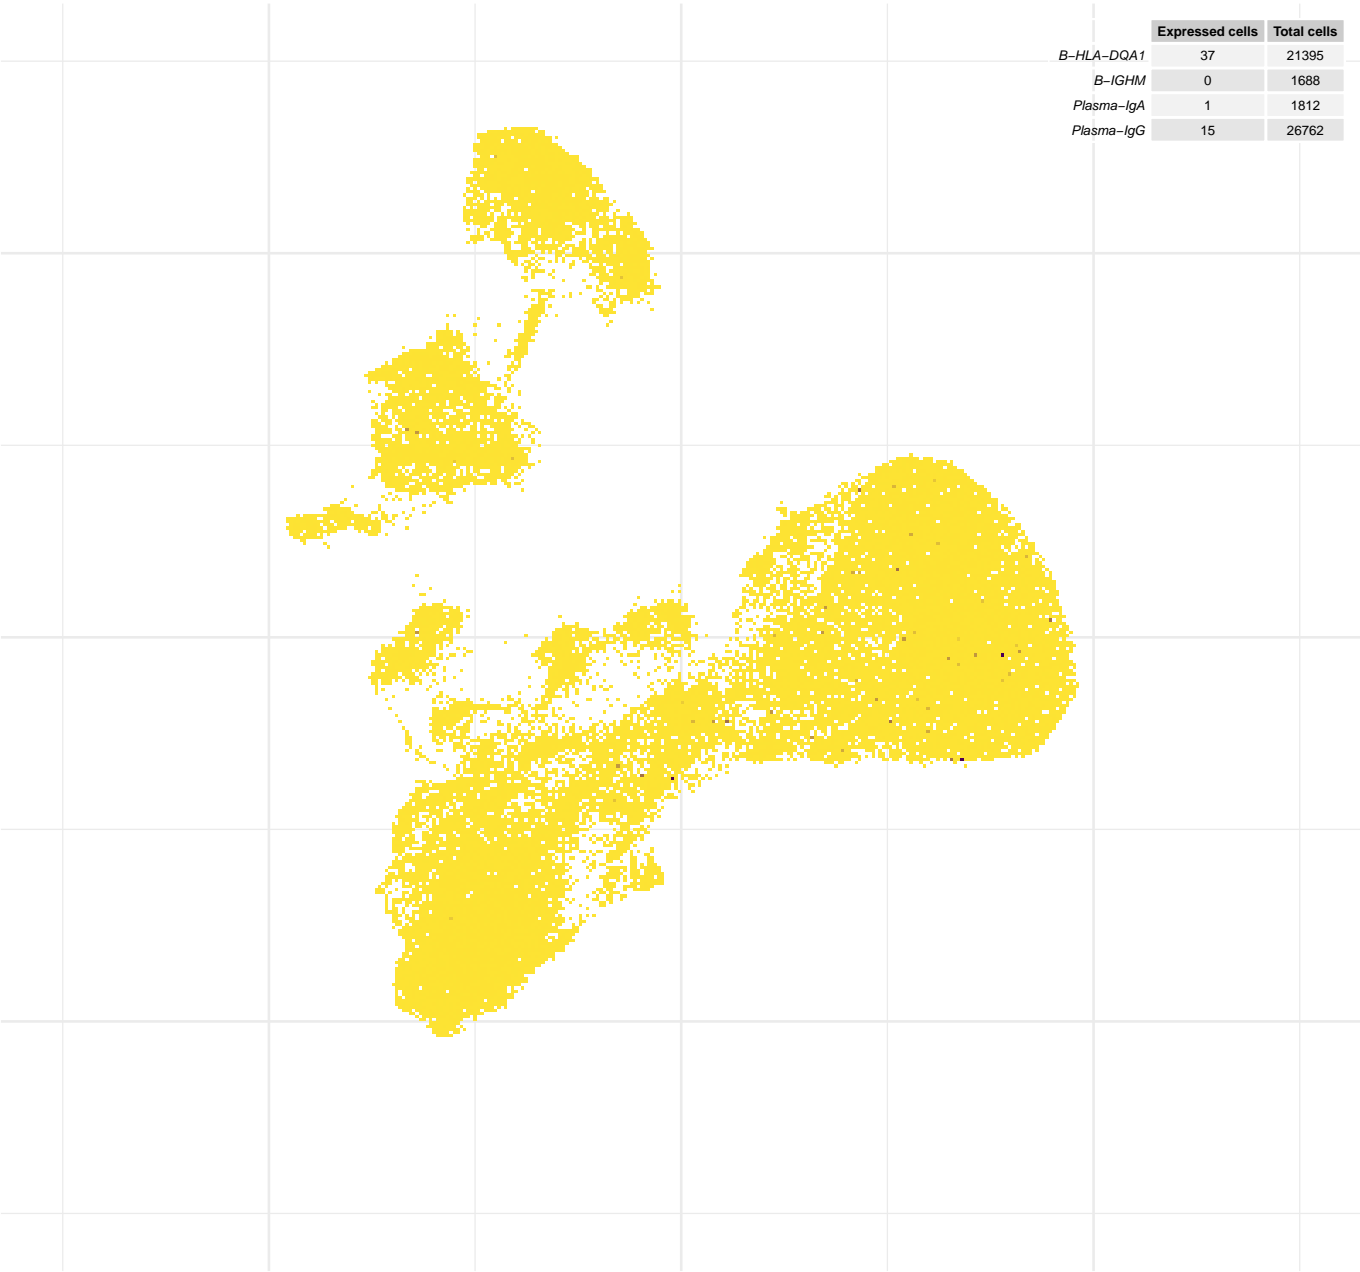 Expressed cells Total cells
B−HLA−DQA1 37 21395
B−IGHM 0 1688
Plasma−IgA 1 1812
Plasma−IgG 15 26762